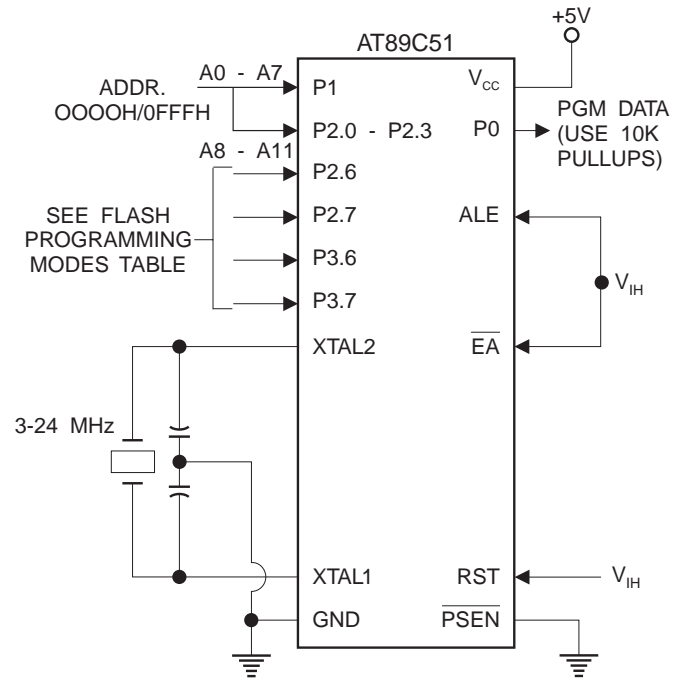 +5V
AT89C51
A0 - A7
ADDR.
OOOOH/0FFFH
P1
VCC
P2.0 - P2.3
P0
PGM DATA
(USE 10K
PULLUPS)
A8 - A11
P2.6
SEE FLASH
PROGRAMMING
MODES TABLE
P2.7
ALE
P3.6
VIH
P3.7
XTAL2
EA
3-24 MHz
XTAL1
RST
VIH
GND
PSEN